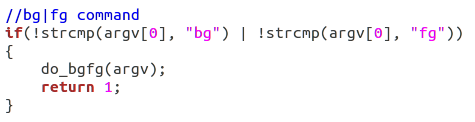 //bg|fg command
if(!strcmp(argv[0], "bg") | !strcmp(argv[0], "fg"))
{
    do_bgfg(argv);
    return 1;
}